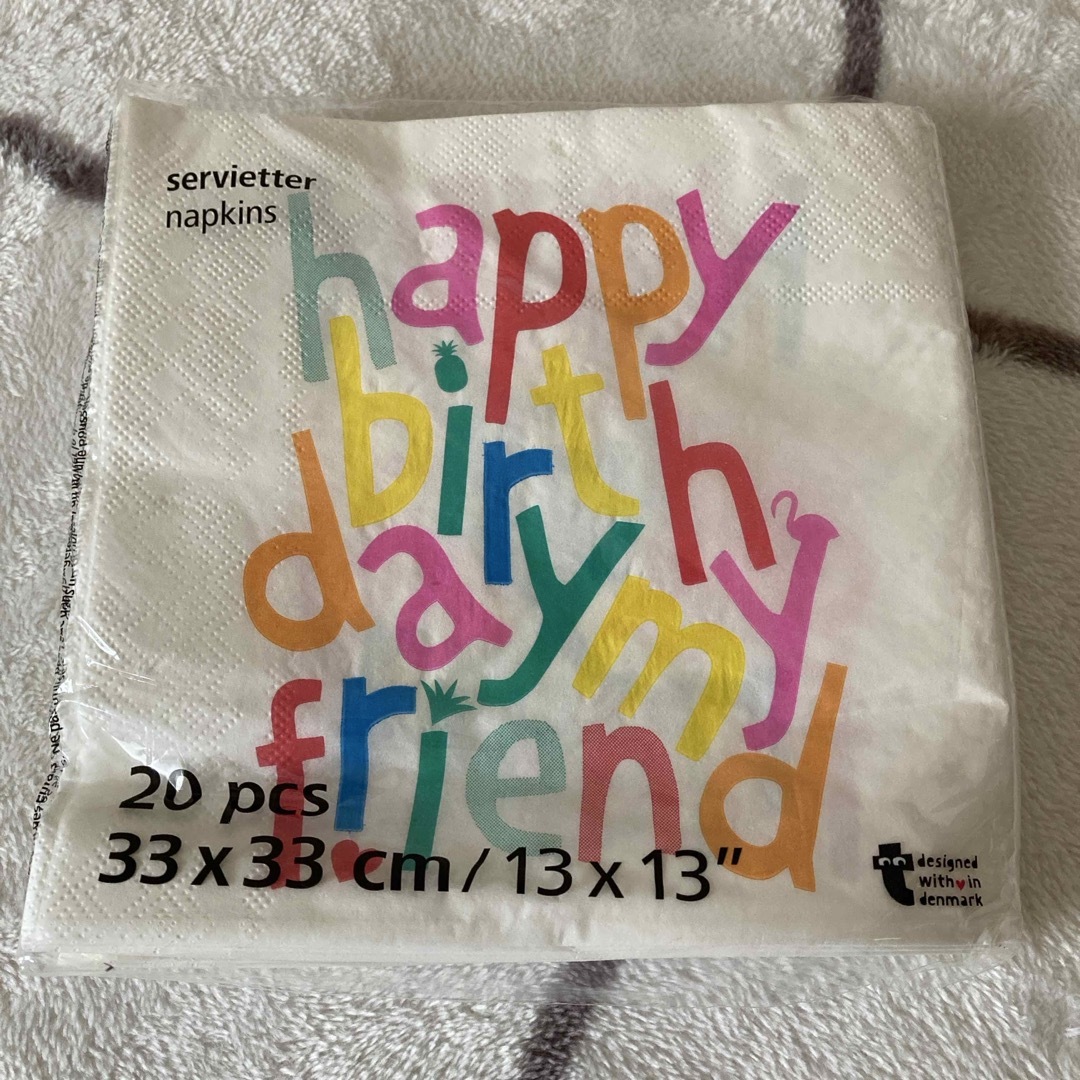 servietter
napkins
happy
birth
day my
friend
20 pcs
33 x 33 cm / 13 x 13”
designed
with♥in
denmark